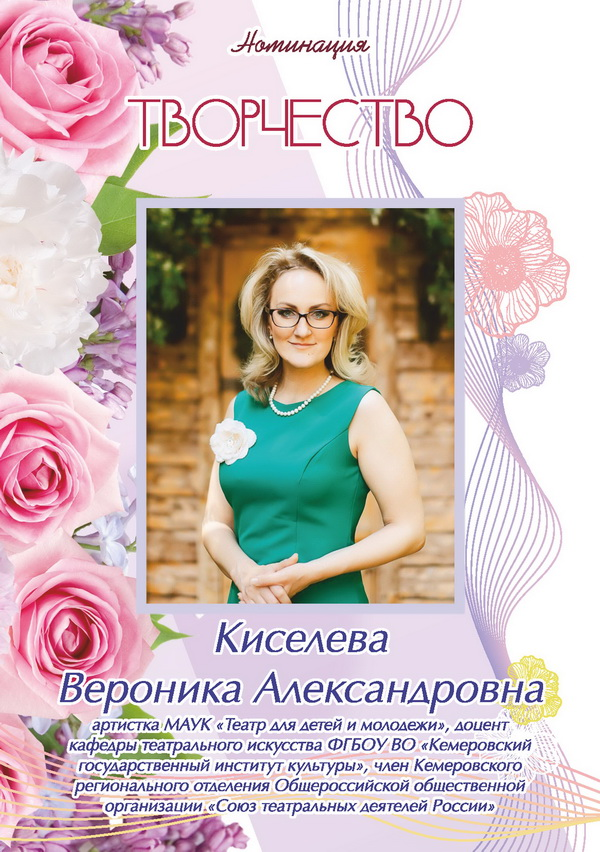 Номинация
ТВОРЧЕСТВО
Киселева
Вероника Александровна
артистка МАУК «Театр для детей и молодежи», доцент
кафедры театрального искусства ФГБОУ ВО «Кемеровский
государственный институт культуры», член Кемеровского
регионального отделения Общероссийской общественной
организации «Союз театральных деятелей России»